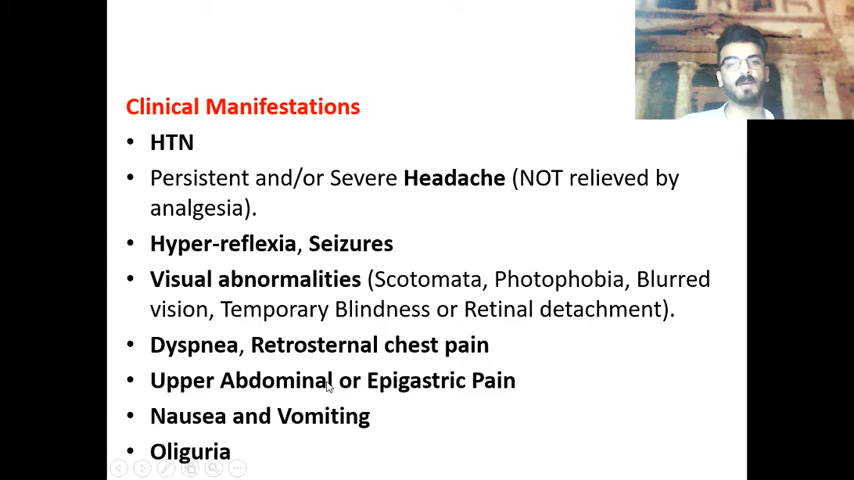 Clinical Manifestations
• HTN
• Persistent and/or Severe Headache (NOT relieved by
analgesia).
• Hyper-reflexia, Seizures
• Visual abnormalities (Scotomata, Photophobia, Blurred
vision, Temporary Blindness or Retinal detachment).
• Dyspnea, Retrosternal chest pain
• Upper Abdominal or Epigastric Pain
• Nausea and Vomiting
• Oliguria